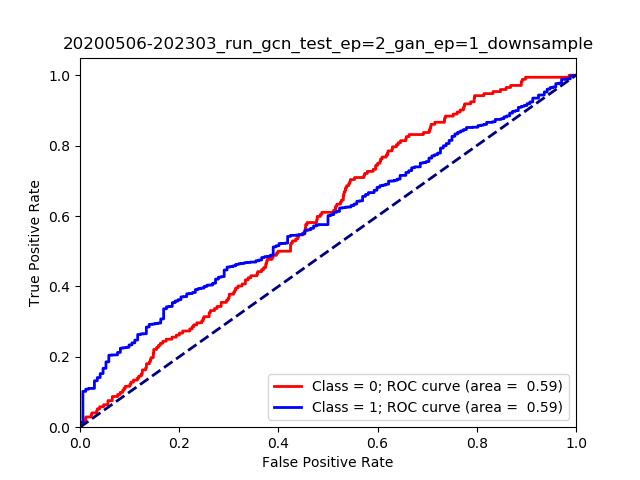 20200506-202303_run_gcn_test_ep=2_gan_ep=1_downsample
1.0
0.8
0.6
0.4
0.2
0.0
True Positive Rate
Class = 0; ROC curve (area =  0.59)
Class = 1; ROC curve (area =  0.59)
0.0 0.2 0.4 0.6 0.8 1.0
False Positive Rate